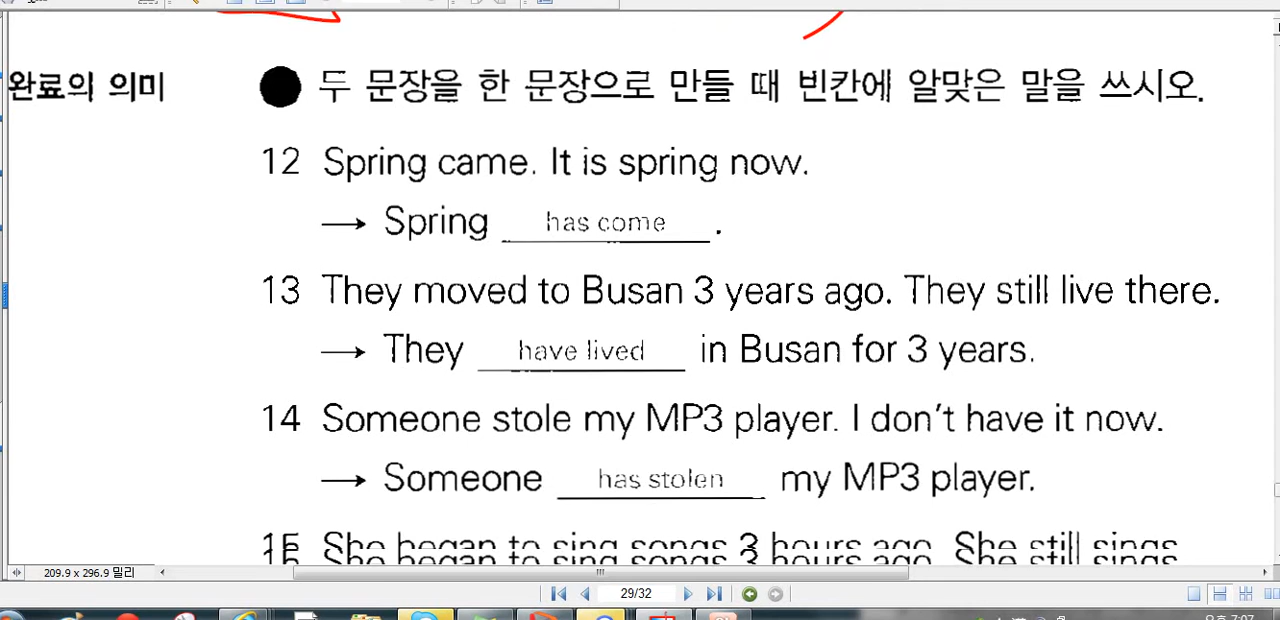 완료의 의미
● 두 문장을 한 문장으로 만들 때 빈칸에 알맞은 말을 쓰시오.
12 Spring came. It is spring now.
→ Spring has come .
13 They moved to Busan 3 years ago. They still live there.
→ They have lived in Busan for 3 years.
14 Someone stole my MP3 player. I don't have it now.
→ Someone has stolen my MP3 player.
15 She began to sing songs 3 hours ago. She still sings
209.9 x 296.9 밀리
29/32
오후 7:07